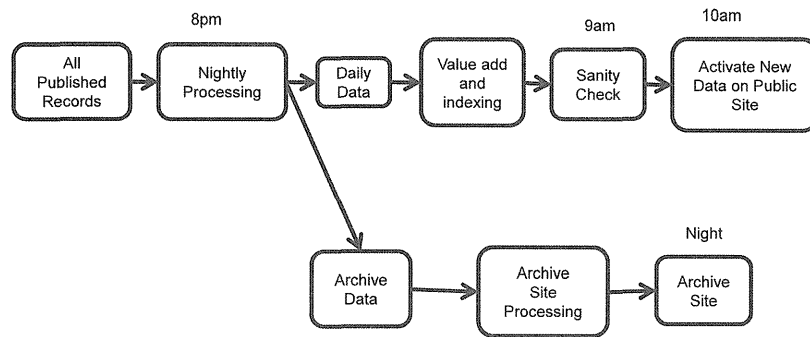 8pm
9am
10am
All
Published
Records
Nightly
Processing
Daily
Data
Value add
and
indexing
Sanity
Check
Activate New
Data on Public
Site
Night
Archive
Data
Archive
Site
Processing
Archive
Site